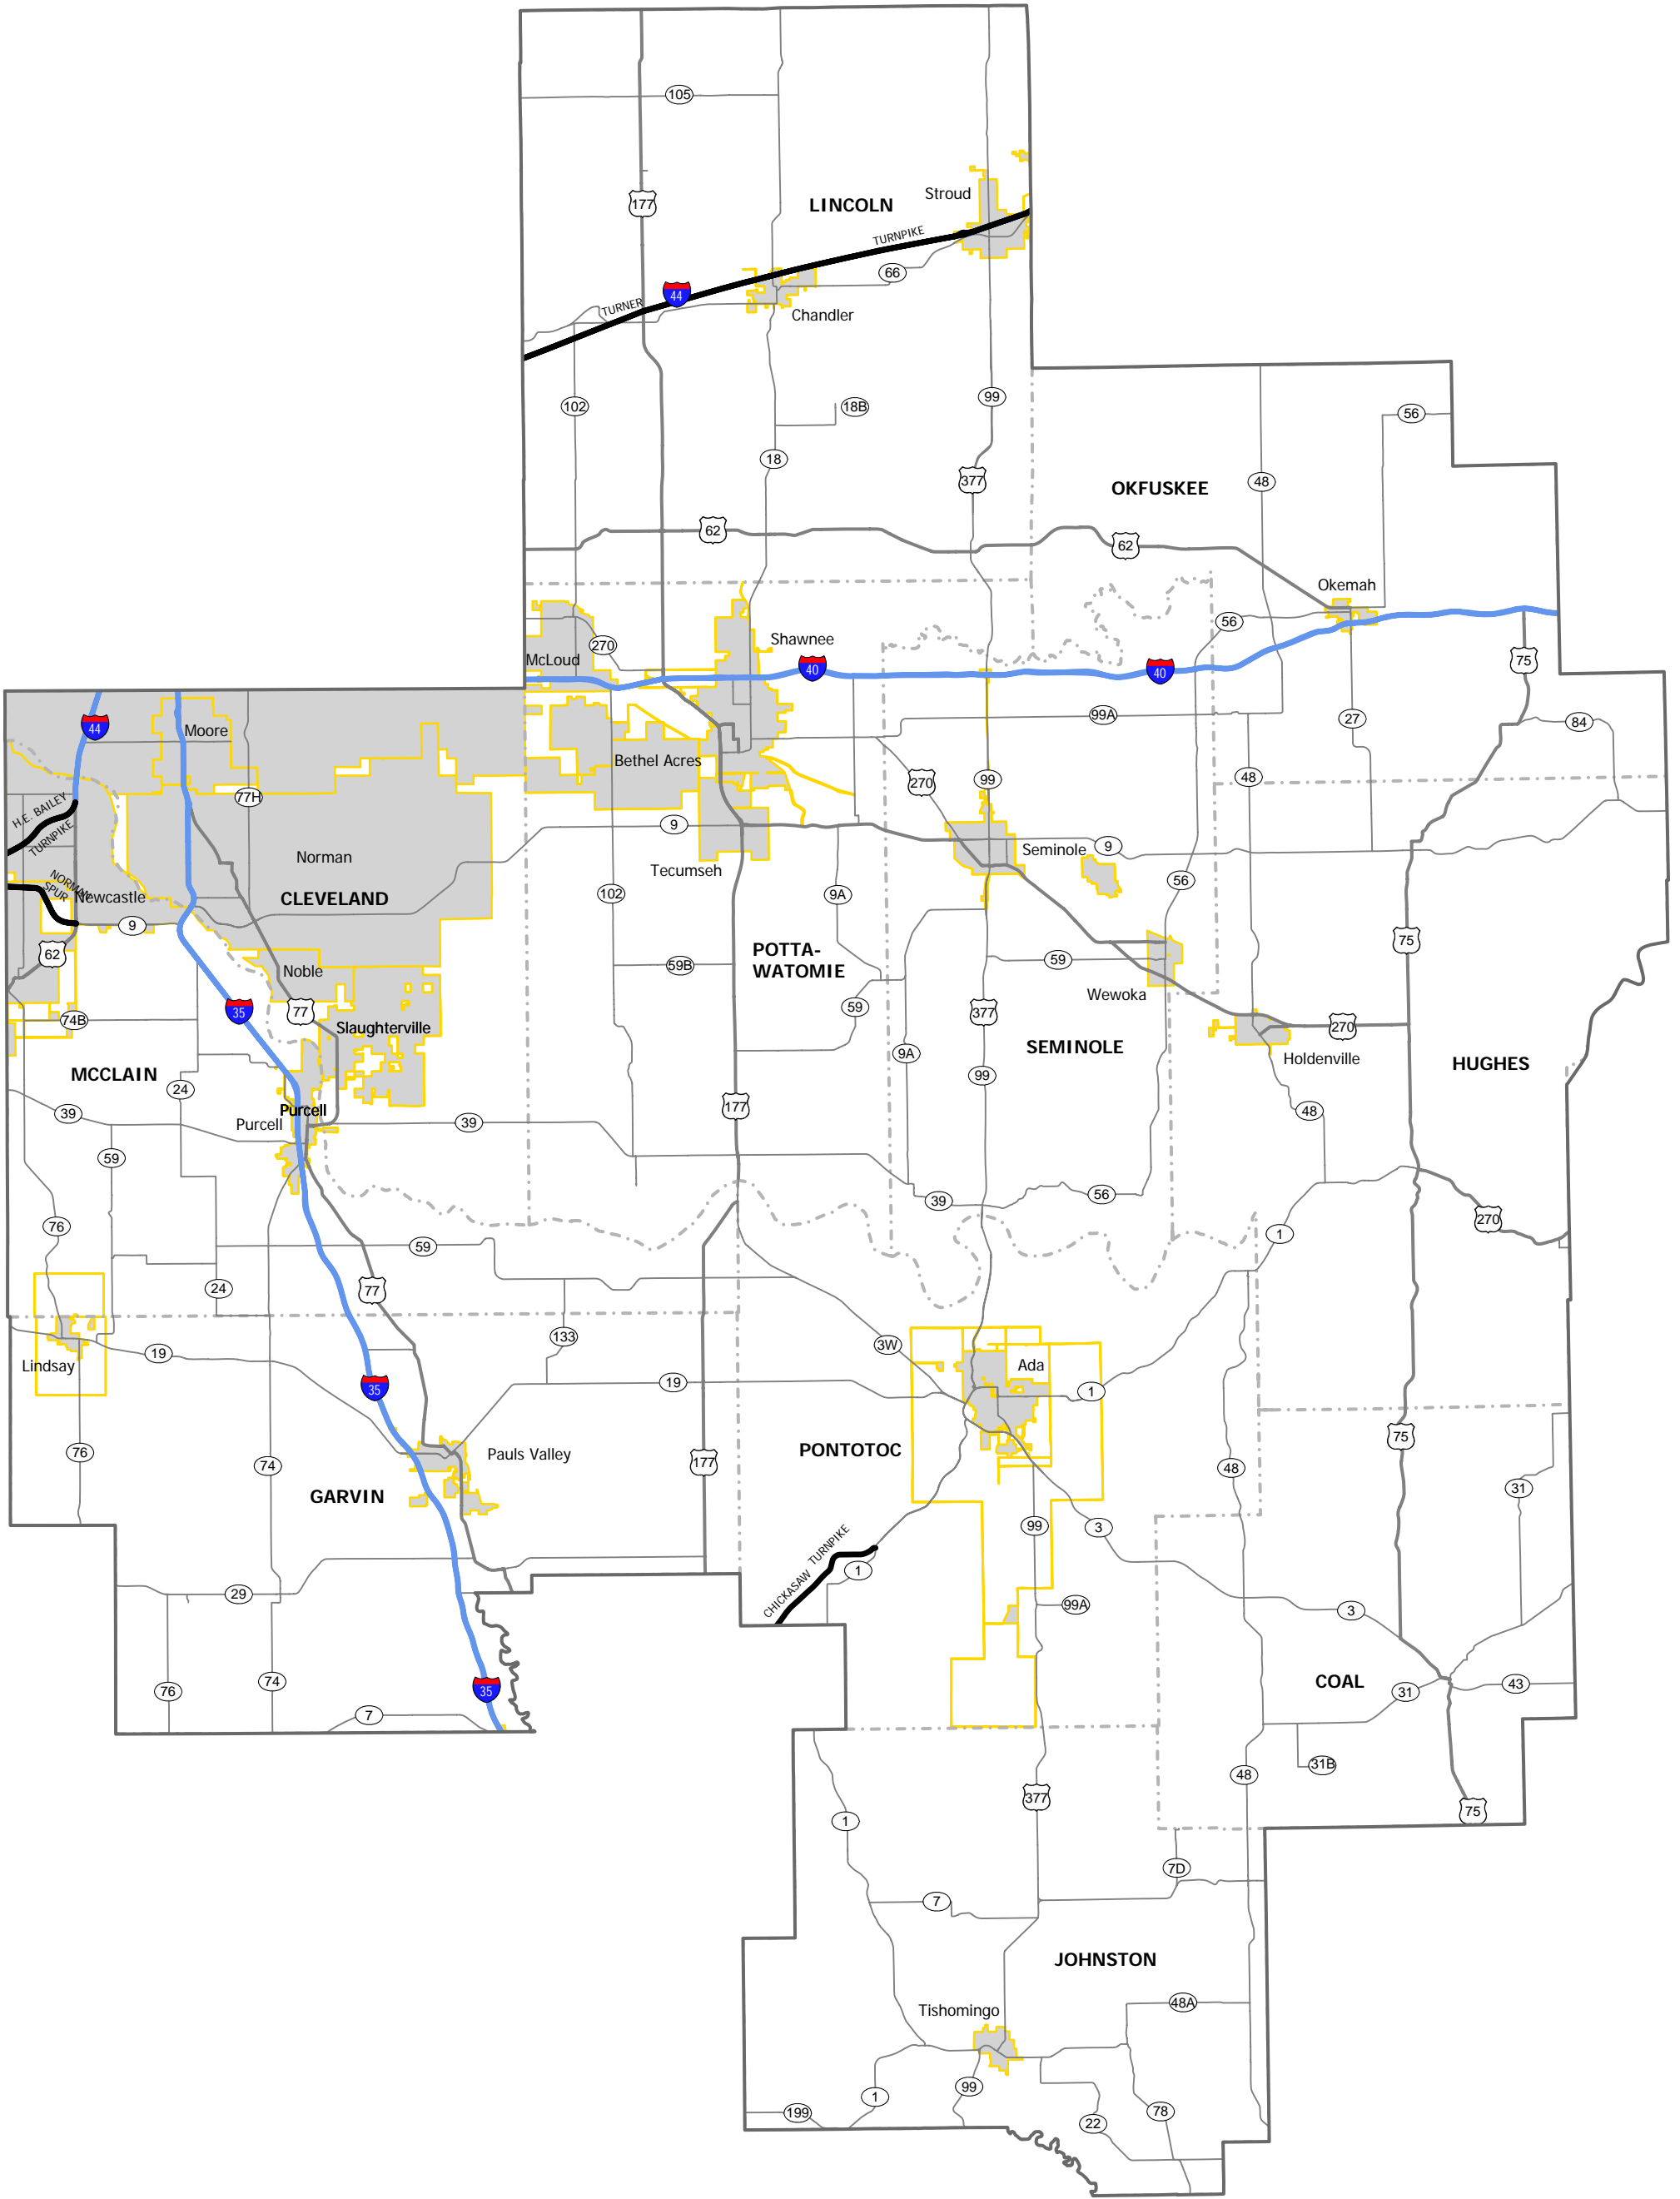 105
177
LINCOLN
Stroud
TURNPIKE
66
44
TURNER
Chandler
102
18B
99
56
18
377
48
OKFUSKEE
62
62
Okemah
56
270
Shawnee
McLoud
40
40
75
44
Moore
99A
27
84
Bethel Acres
270
99
48
77H
H.E. BAILEY
TURNPIKE
9
Norman
Seminole
9
Tecumseh
NORMAN
SPUR
Newcastle
CLEVELAND
102
9A
56
9
62
POTTA-
WATOMIE
75
59B
59
Noble
Wewoka
59
35
77
377
74B
Slaughterville
270
SEMINOLE
9A
Holdenville
HUGHES
MCCLAIN
24
99
39
Purcell
177
48
Purcell
39
59
39
56
76
270
59
1
24
77
133
3W
19
Lindsay
Ada
35
19
1
75
76
Pauls Valley
PONTOTOC
74
177
48
31
GARVIN
99
3
CHICKASAW TURNPIKE
1
29
99A
3
COAL
74
76
35
31
43
7
31B
48
377
75
1
7D
7
JOHNSTON
Tishomingo
48A
99
1
199
22
78